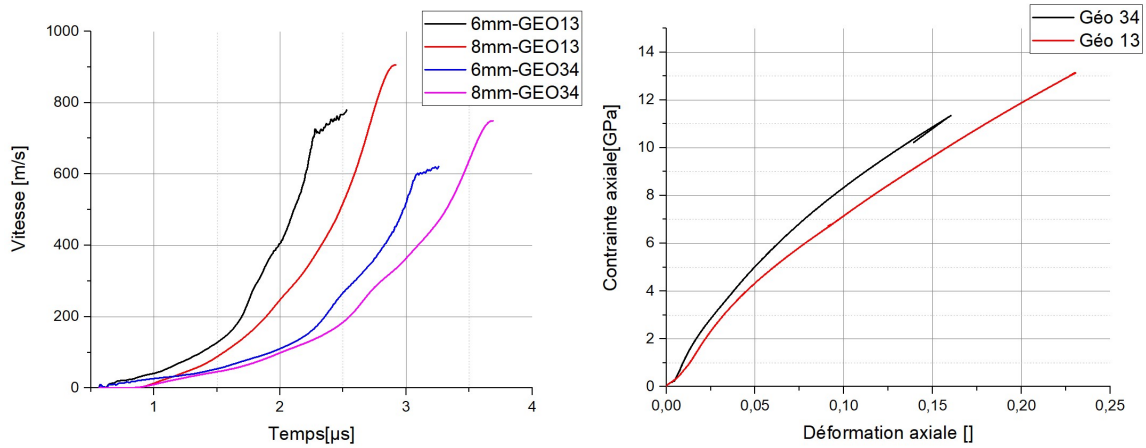 6mm-GEO13
8mm-GEO13
6mm-GEO34
8mm-GEO34
1000
800
600
400
200
0
Vitesse [m/s]
1 2 3 4
Temps[µs]
Géo 34
Géo 13
14
12
10
8
6
4
2
0
Contrainte axiale[GPa]
0,00 0,05 0,10 0,15 0,20 0,25
Déformation axiale []